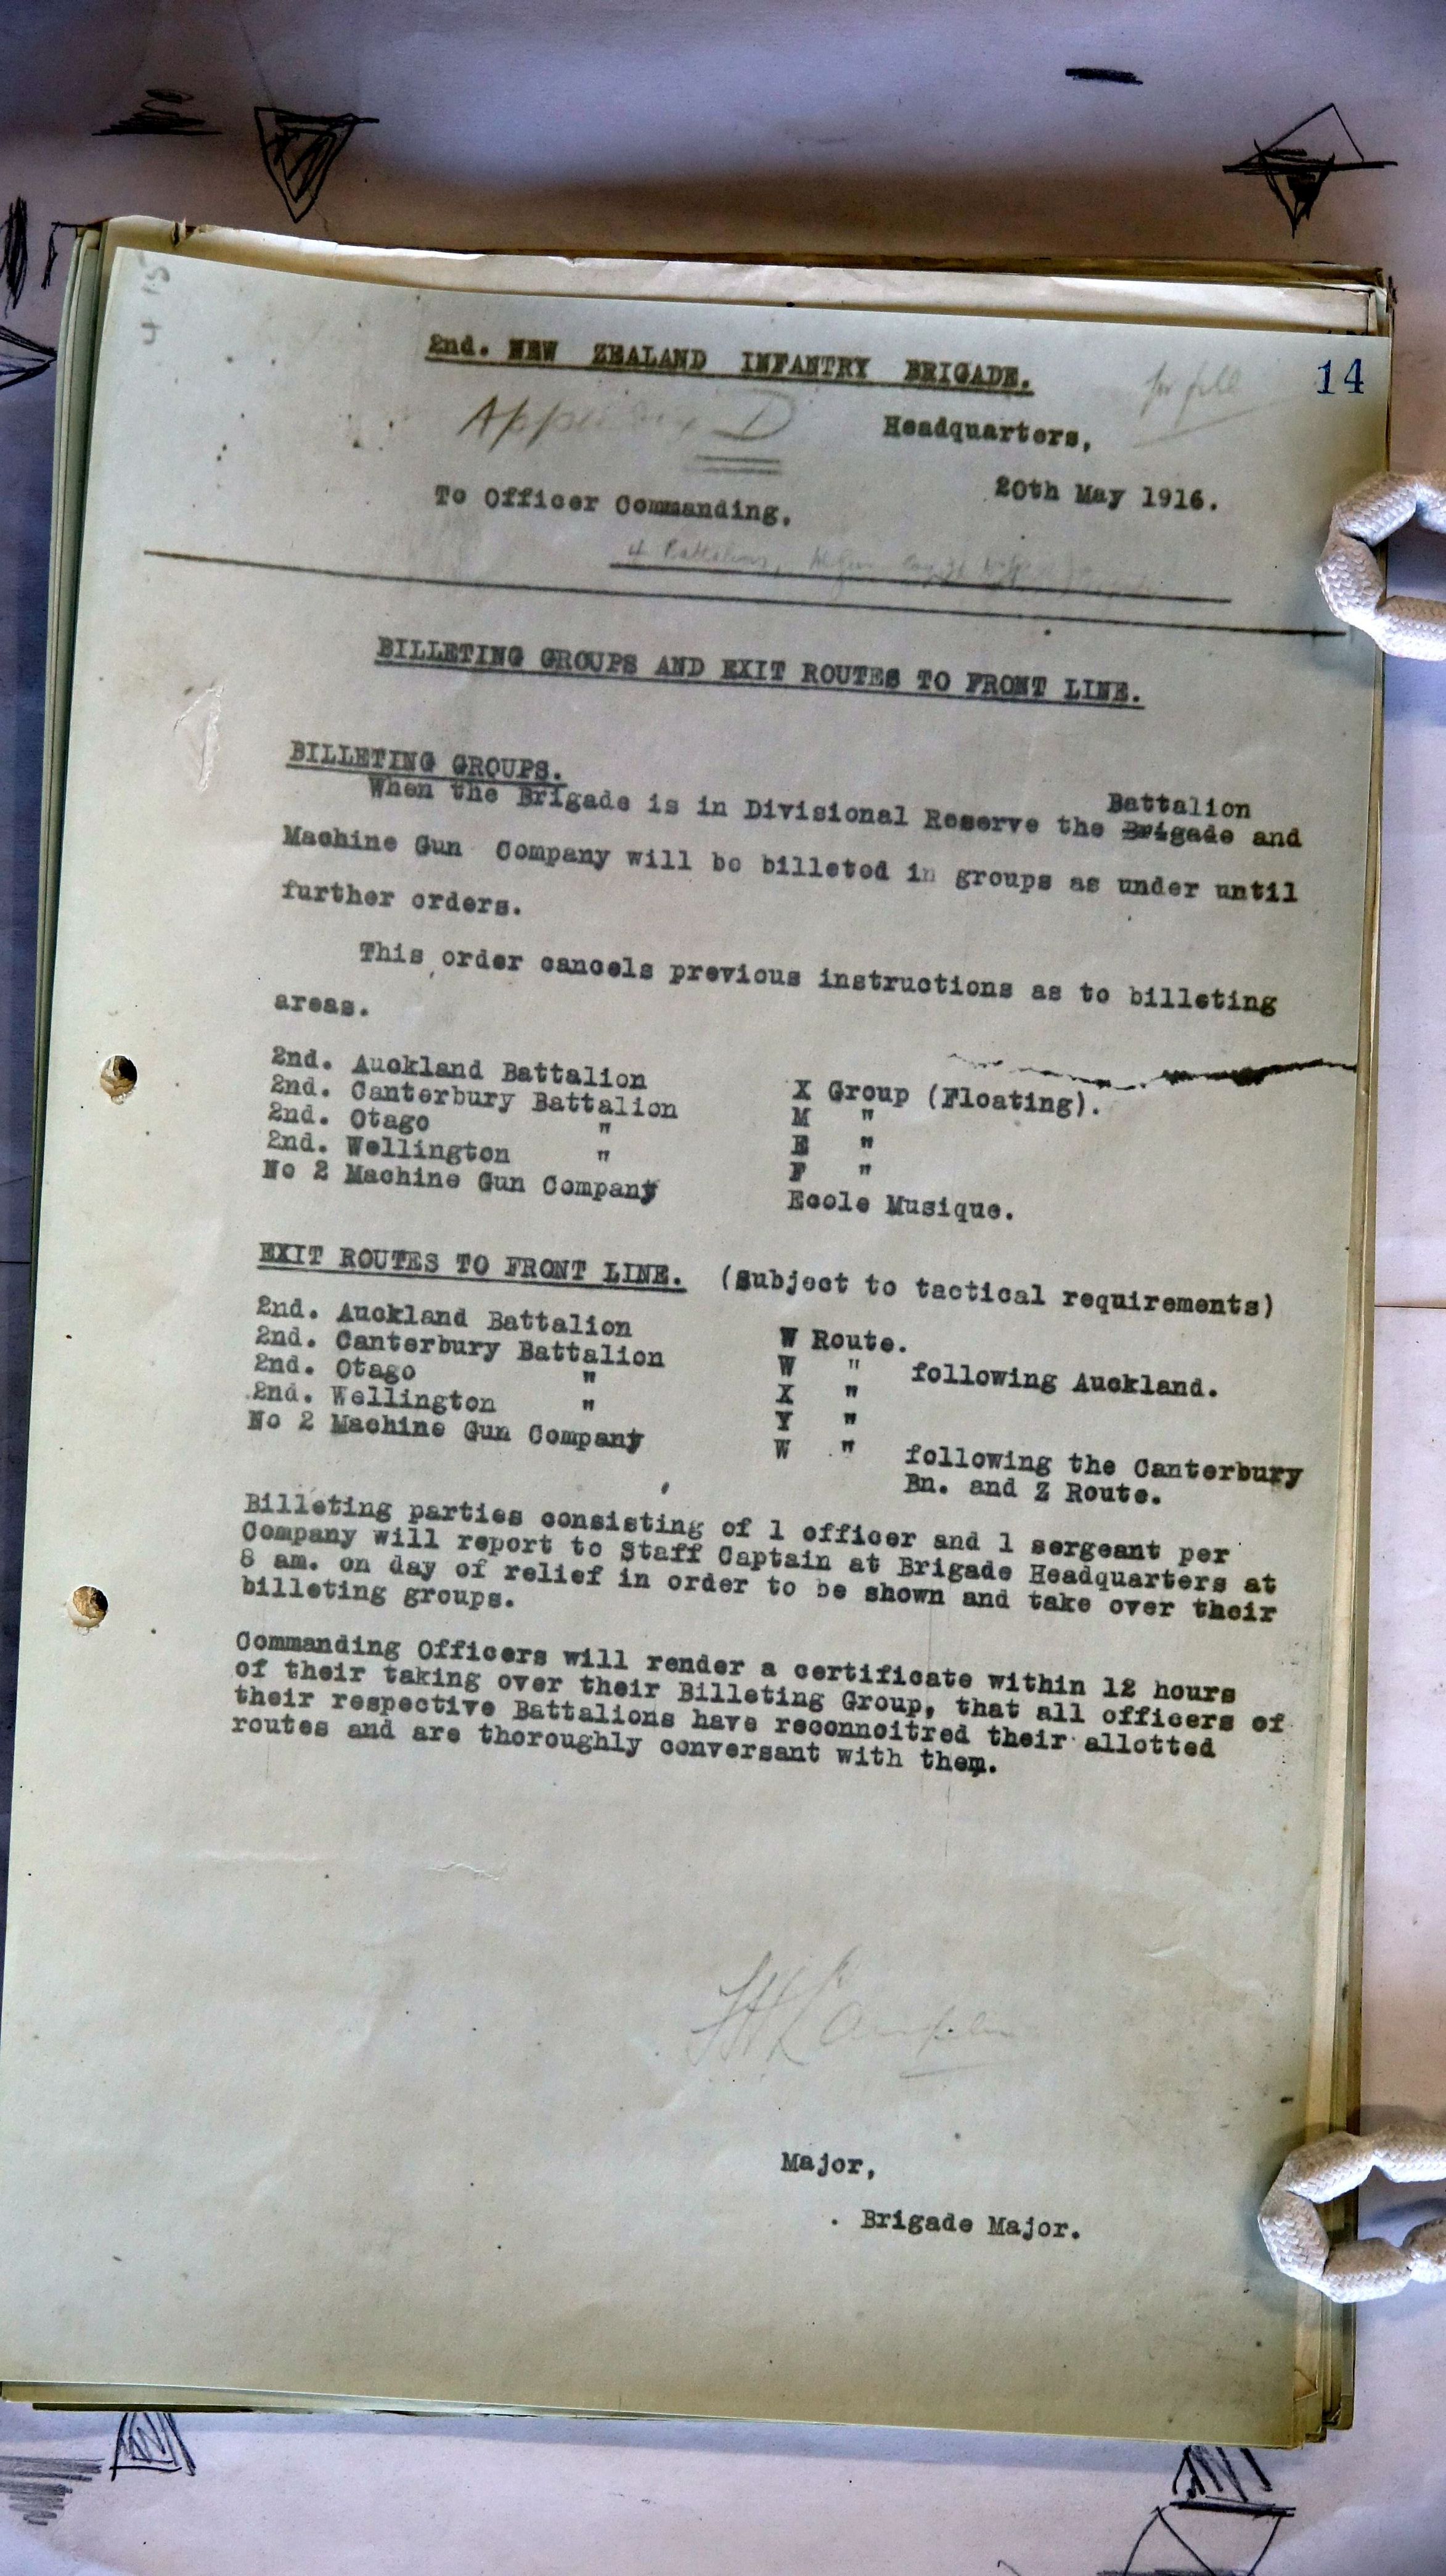 2nd. NEW ZEALAND INFANTRY BRIGADE.
for file
14
Appendix D
Headquarters,
20th May 1916.
To Officer Commanding,
4 Battalions,
BILLETING GROUPS AND EXIT ROUTES TO FRONT LINE.
BILLETING GROUPS.
Battalion
When the Brigade is in Divisional Reserve the Brigade and
Machine Gun Company will be billeted in groups as under until
further orders.
This order cancels previous instructions as to billeting
areas.
2nd. Auckland Battalion X Group (Floating).
2nd. Canterbury Battalion M "
2nd. Otago " E "
2nd. Wellington " F "
No 2 Machine Gun Company Ecole Musique.
EXIT ROUTES TO FRONT LINE. (Subject to tactical requirements)
2nd. Auckland Battalion W Route.
2nd. Canterbury Battalion W " following Auckland.
2nd. Otago " X "
2nd. Wellington " Y "
No 2 Machine Gun Company W " following the Canterbury
Bn. and Z Route.
Billeting parties consisting of 1 officer and 1 sergeant per
Company will report to Staff Captain at Brigade Headquarters at
8 am. on day of relief in order to be shown and take over their
billeting groups.
Commanding Officers will render a certificate within 12 hours
of their taking over their Billeting Group, that all officers of
their respective Battalions have reconnoitred their allotted
routes and are thoroughly conversant with them.
Major,
Brigade Major.